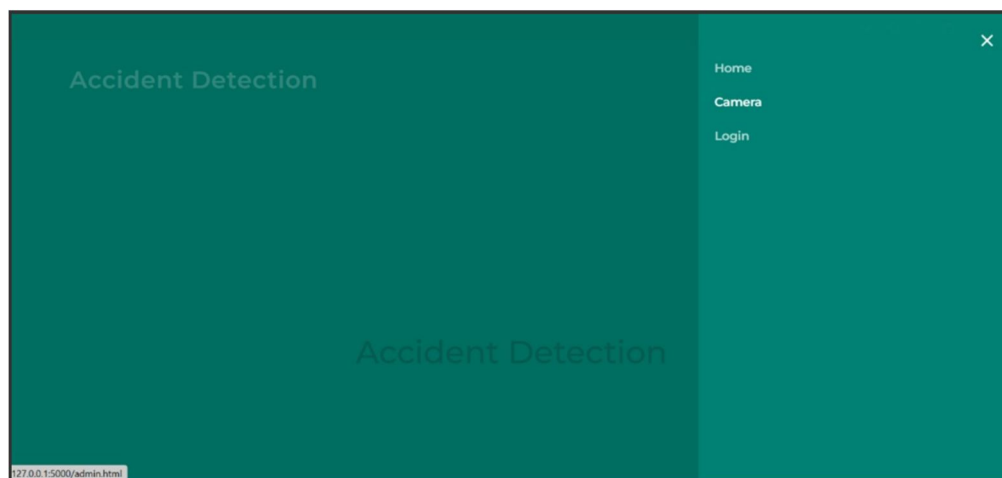 Accident Detection
Home
Camera
Login
Accident Detection
127.0.0.1:5000/admin.html